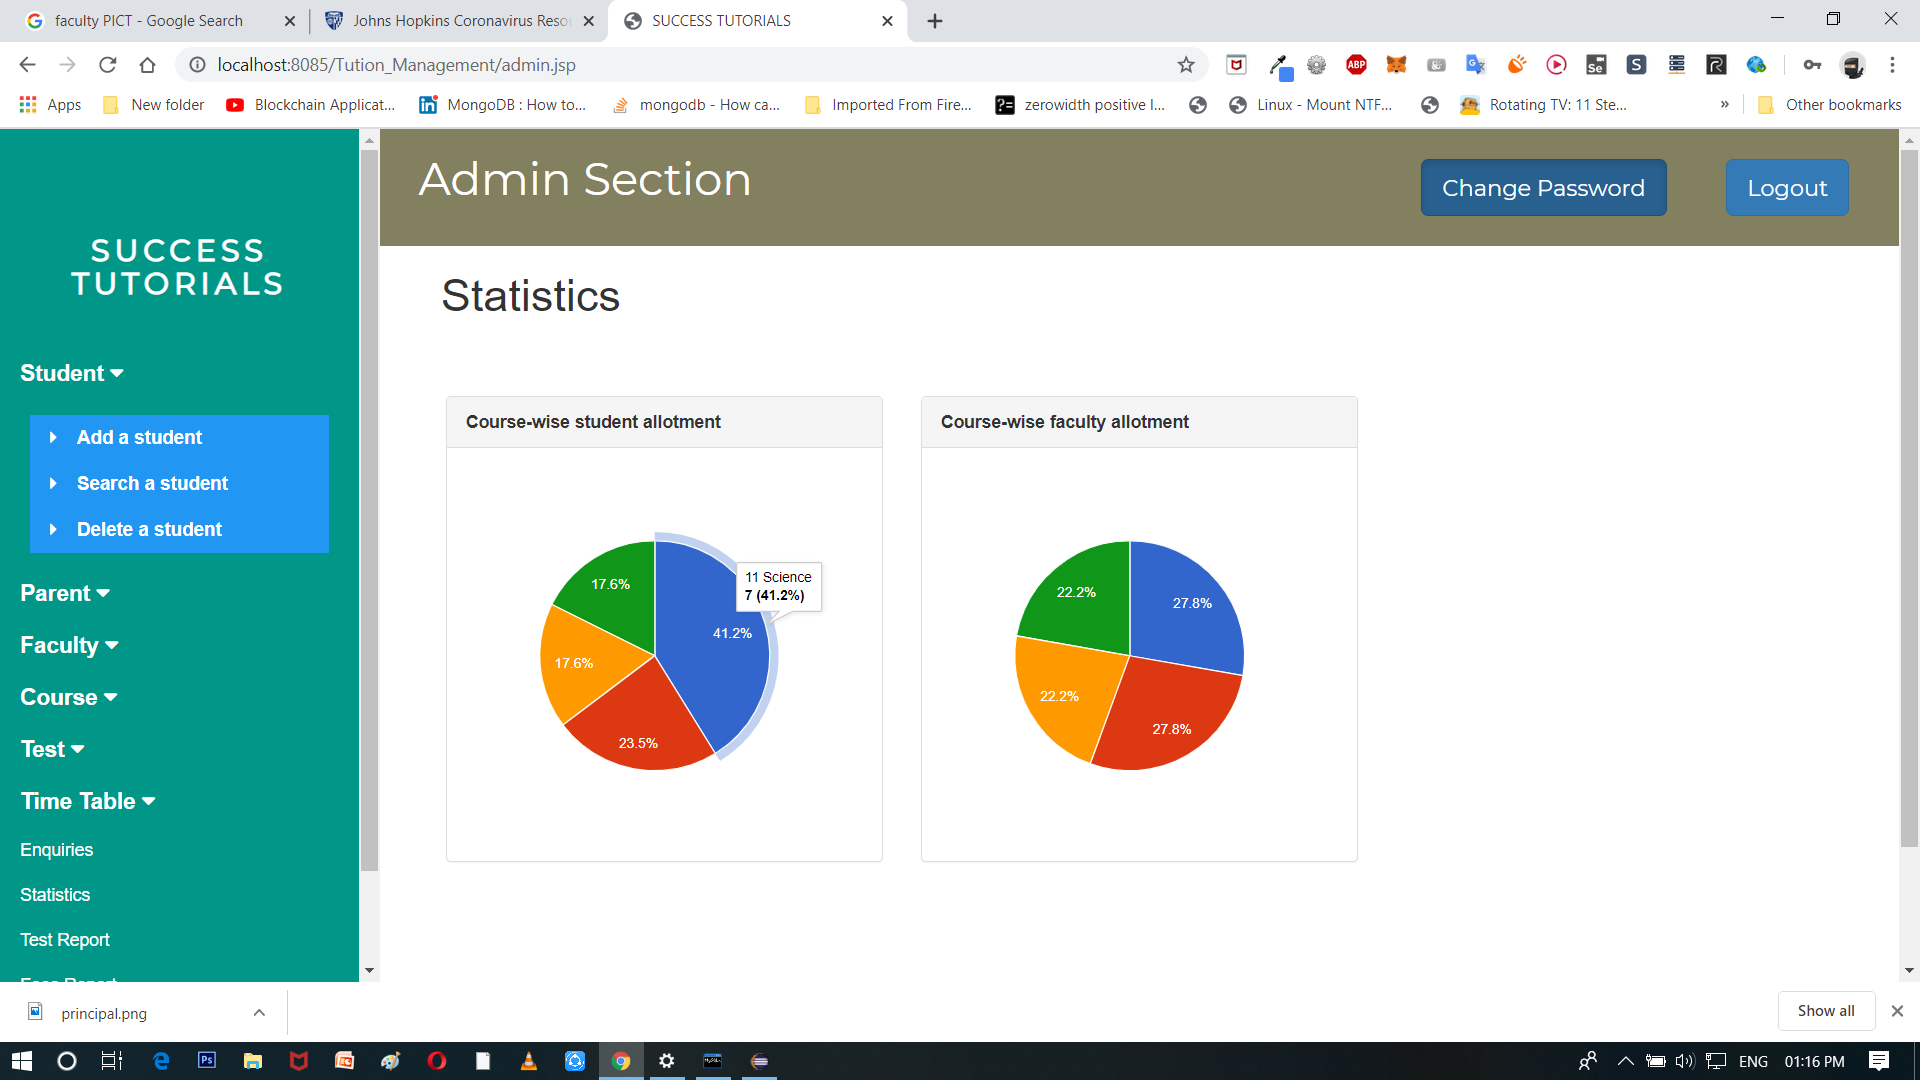 faculty PICT - Google Search
Johns Hopkins Coronavirus Reso
SUCCESS TUTORIALS
localhost:8085/Tution_Management/admin.jsp
Apps
New folder
Blockchain Applicat...
MongoDB : How to...
mongodb - How ca...
Imported From Fire...
zerowidth positive l...
Linux - Mount NTF...
Rotating TV: 11 Ste...
»
Other bookmarks
SUCCESS
TUTORIALS
Student
Add a student
Search a student
Delete a student
Parent
Faculty
Course
Test
Time Table
Enquiries
Statistics
Test Report
Fees Report
Admin Section
Change Password
Logout
Statistics
Course-wise student allotment
17.6%
11 Science
7 (41.2%)
41.2%
17.6%
23.5%
Course-wise faculty allotment
22.2%
27.8%
22.2%
27.8%
principal.png
Show all
ENG
01:16 PM